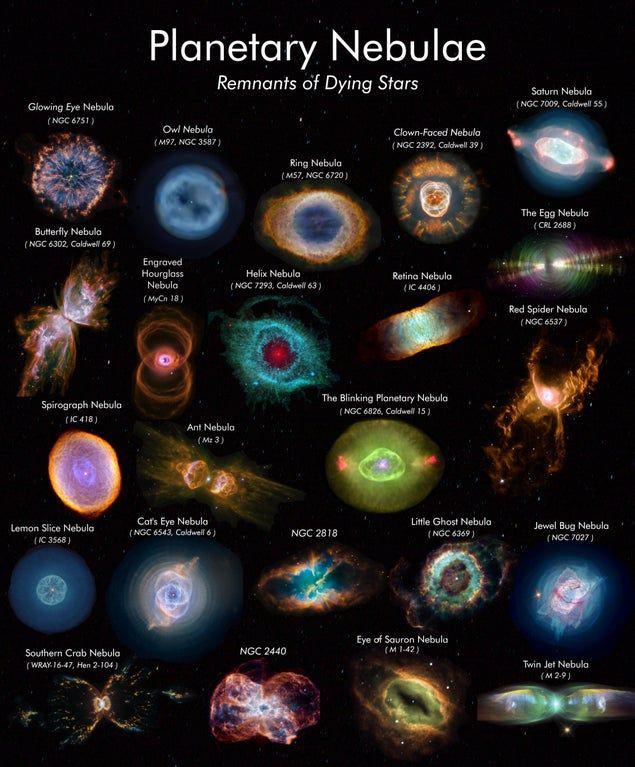 Planetary Nebulae
Remnants of Dying Stars
Glowing Eye Nebula
( NGC 6751 )
Owl Nebula
( M97, NGC 3587 )
Ring Nebula
( M57, NGC 6720 )
Clown-Faced Nebula
( NGC 2392, Caldwell 39 )
Saturn Nebula
( NGC 7009, Caldwell 55 )
Butterfly Nebula
( NGC 6302, Caldwell 69 )
Engraved
Hourglass
Nebula
( MyCn 18 )
Helix Nebula
( NGC 7293, Caldwell 63 )
Retina Nebula
( IC 4406 )
The Egg Nebula
( CRL 2688 )
Red Spider Nebula
( NGC 6537 )
Spirograph Nebula
( IC 418 )
Ant Nebula
( Mz 3 )
The Blinking Planetary Nebula
( NGC 6826, Caldwell 15 )
Lemon Slice Nebula
( IC 3568 )
Cat's Eye Nebula
( NGC 6543, Caldwell 6 )
NGC 2818
Little Ghost Nebula
( NGC 6369 )
Jewel Bug Nebula
( NGC 7027 )
Southern Crab Nebula
( WRAY-16-47, Hen 2-104 )
NGC 2440
Eye of Sauron Nebula
( M 1-42 )
Twin Jet Nebula
( M 2-9 )